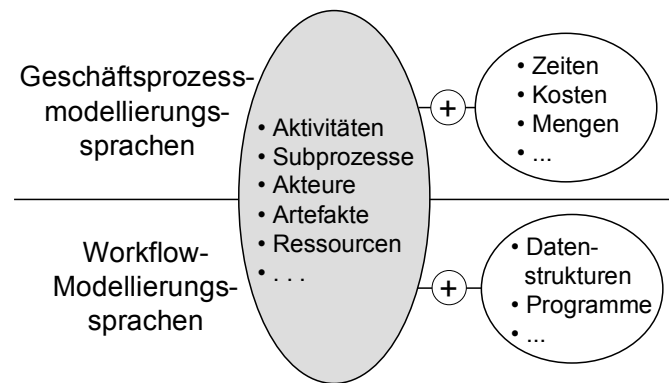 Geschäftsprozess-
modellierungs-
sprachen
• Aktivitäten
• Subprozesse
• Akteure
• Artefakte
• Ressourcen
• . . .
+
• Zeiten
• Kosten
• Mengen
• ...
Workflow-
Modellierungs-
sprachen
+
• Daten-
strukturen
• Programme
• ...